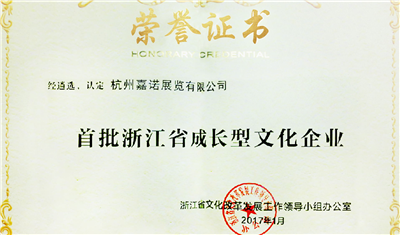 荣誉证书
HONORARY CREDENTIAL
经遴选，认定 杭州嘉诺展览有限公司
首批浙江省成长型文化企业
浙江省文化改革发展工作领导小组办公室
2017年1月